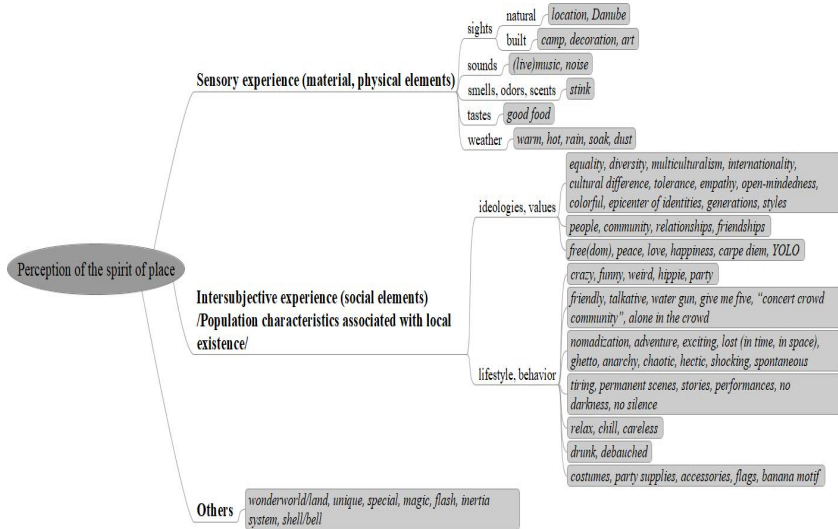 Perception of the spirit of place
Sensory experience (material, physical elements)
sights
natural
location, Danube
built
camp, decoration, art
sounds
(live)music, noise
smells, odors, scents
stink
tastes
good food
weather
warm, hot, rain, soak, dust
Intersubjective experience (social elements)
/Population characteristics associated with local
existence/
ideologies, values
equality, diversity, multiculturalism, internationality,
cultural difference, tolerance, empathy, open-mindedness,
colorful, epicenter of identities, generations, styles
people, community, relationships, friendships
free(dom), peace, love, happiness, carpe diem, YOLO
lifestyle, behavior
crazy, funny, weird, hippie, party
friendly, talkative, water gun, give me five, “concert crowd
community”, alone in the crowd
nomadization, adventure, exciting, lost (in time, in space),
ghetto, anarchy, chaotic, hectic, shocking, spontaneous
tiring, permanent scenes, stories, performances, no
darkness, no silence
relax, chill, careless
drunk, debauched
costumes, party supplies, accessories, flags, banana motif
Others
wonderworld/land, unique, special, magic, flash, inertia
system, shell/bell